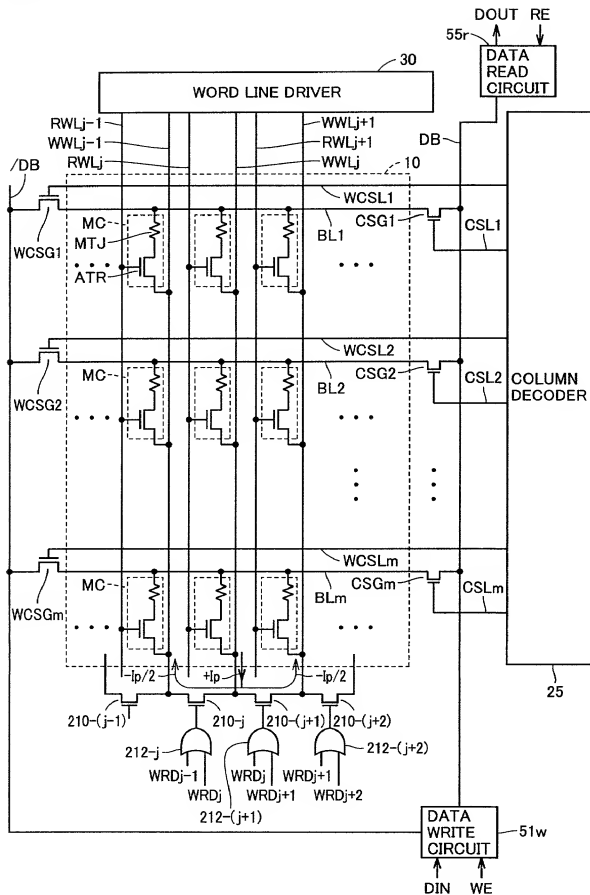 DOUT RE
55r
DATA
READ
CIRCUIT
30
WORD LINE DRIVER
RWLj-1
WWLj-1
RWLj
WWLj+1
RWLj+1
WWLj
DB
/DB
10
WCSL1
MC
MTJ
ATR
WCSG1
BL1
CSG1
CSL1
WCSL2
MC
WCSG2
BL2
CSG2
CSL2
COLUMN
DECODER
WCSLm
MC
WCSGm
BLm
CSGm
CSLm
-Ip/2
+Ip
-Ip/2
25
210-(j-1)
210-j
210-(j+1)
210-(j+2)
212-j
212-(j+2)
WRDj-1
WRDj
WRDj
WRDj+1
WRDj+1
WRDj+2
212-(j+1)
DATA
WRITE
CIRCUIT
51w
DIN WE